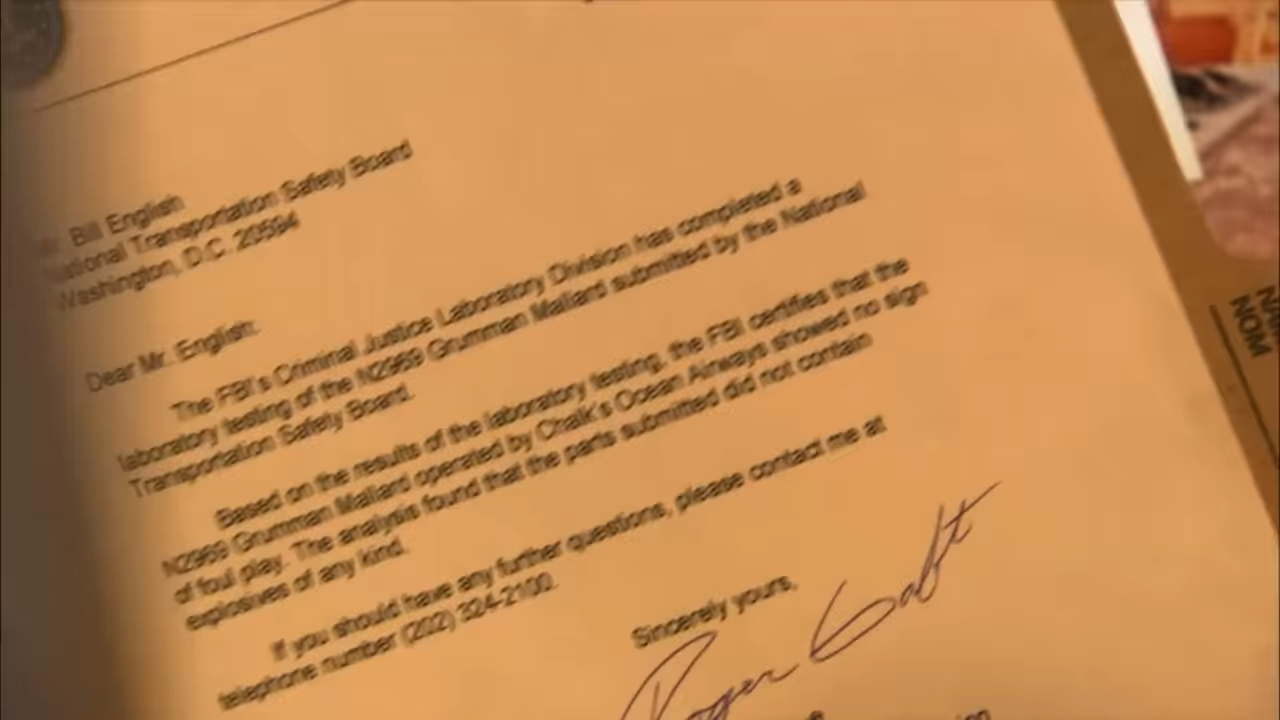 Mr. Bill English
National Transportation Safety Board
Washington, D.C. 20594
Dear Mr. English:
The FBI's Criminal Justice Laboratory Division has completed a
laboratory testing of the N2969 Grumman Mallard submitted by the National
Transportation Safety Board.
Based on the results of the laboratory testing, the FBI certifies that the
N2969 Grumman Mallard operated by Chalk's Ocean Airways showed no sign
of foul play. The analysis found that the parts submitted did not contain
explosives of any kind.
If you should have any further questions, please contact me at
telephone number (202) 324-2100.
Sincerely yours,
Roger
NOM